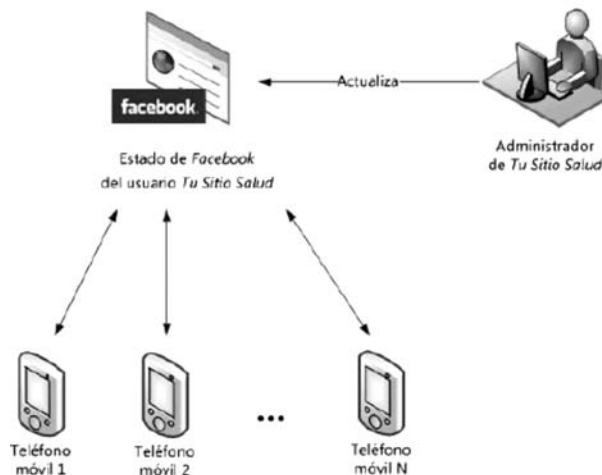 facebook
Actualiza
Estado de Facebook
del usuario Tu Sitio Salud
Administrador
de Tu Sitio Salud
...
Teléfono
móvil 1
Teléfono
móvil 2
Teléfono
móvil N